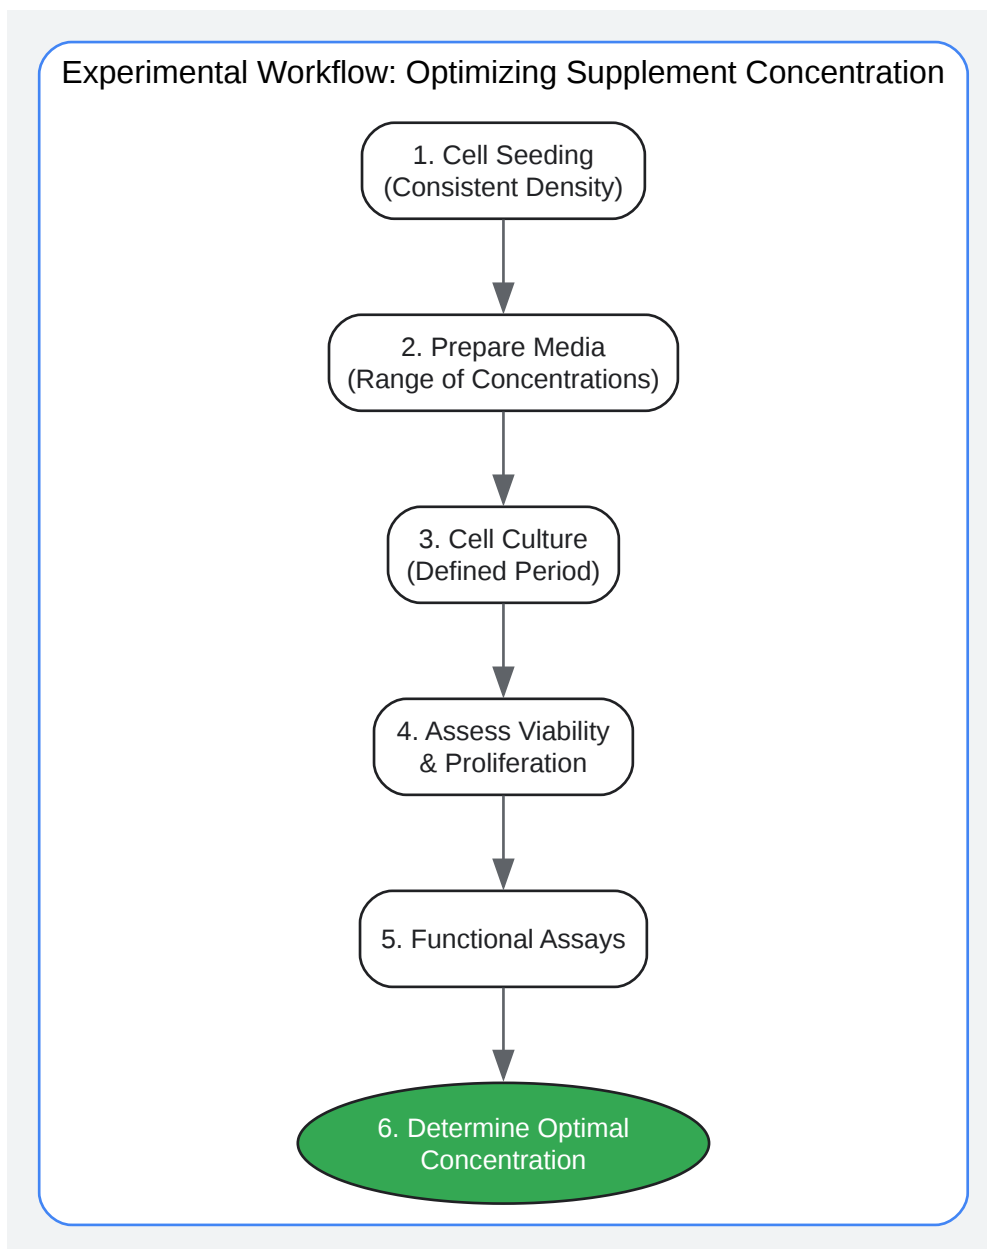 Experimental Workflow: Optimizing Supplement Concentration
1. Cell Seeding
(Consistent Density)
2. Prepare Media
(Range of Concentrations)
3. Cell Culture
(Defined Period)
4. Assess Viability
& Proliferation
5. Functional Assays
6. Determine Optimal
Concentration